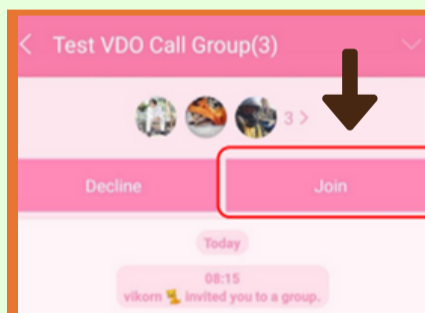 Test VDO Call Group(3)
3 >
Decline
Join
Today
08:15
vikorn invited you to a group.